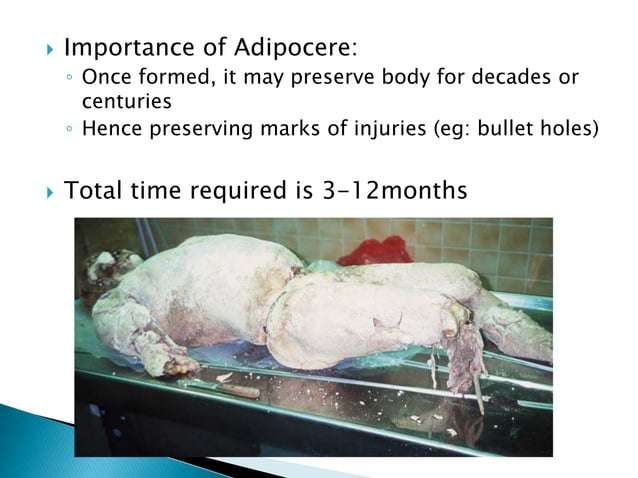 Importance of Adipocere:
Once formed, it may preserve body for decades or
centuries
Hence preserving marks of injuries (eg: bullet holes)
Total time required is 3-12months